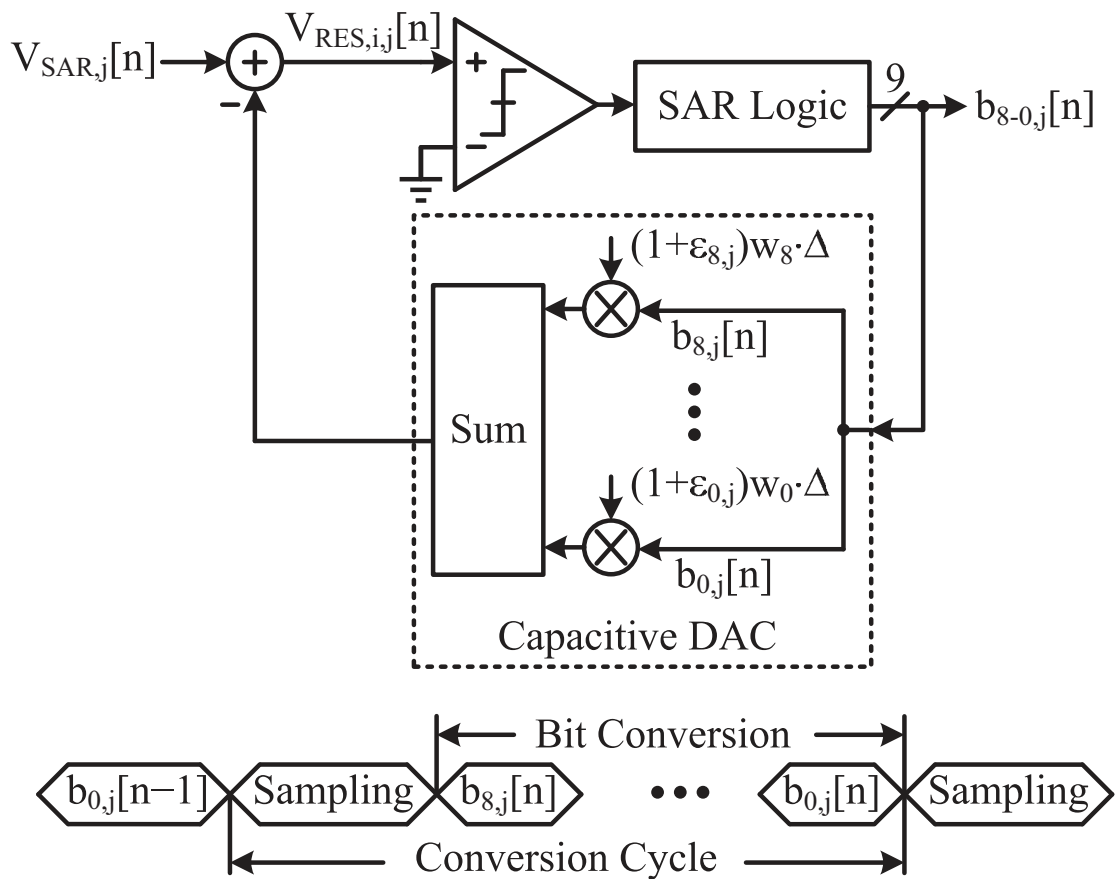 V_SAR,j[n]
V_RES,i,j[n]
+
−
+
−
SAR Logic
9
b_8-0,j[n]
(1+ε_8,j)w_8·Δ
b_8,j[n]
Sum
(1+ε_0,j)w_0·Δ
b_0,j[n]
Capacitive DAC
Bit Conversion
b_0,j[n−1] Sampling b_8,j[n] ••• b_0,j[n] Sampling
Conversion Cycle